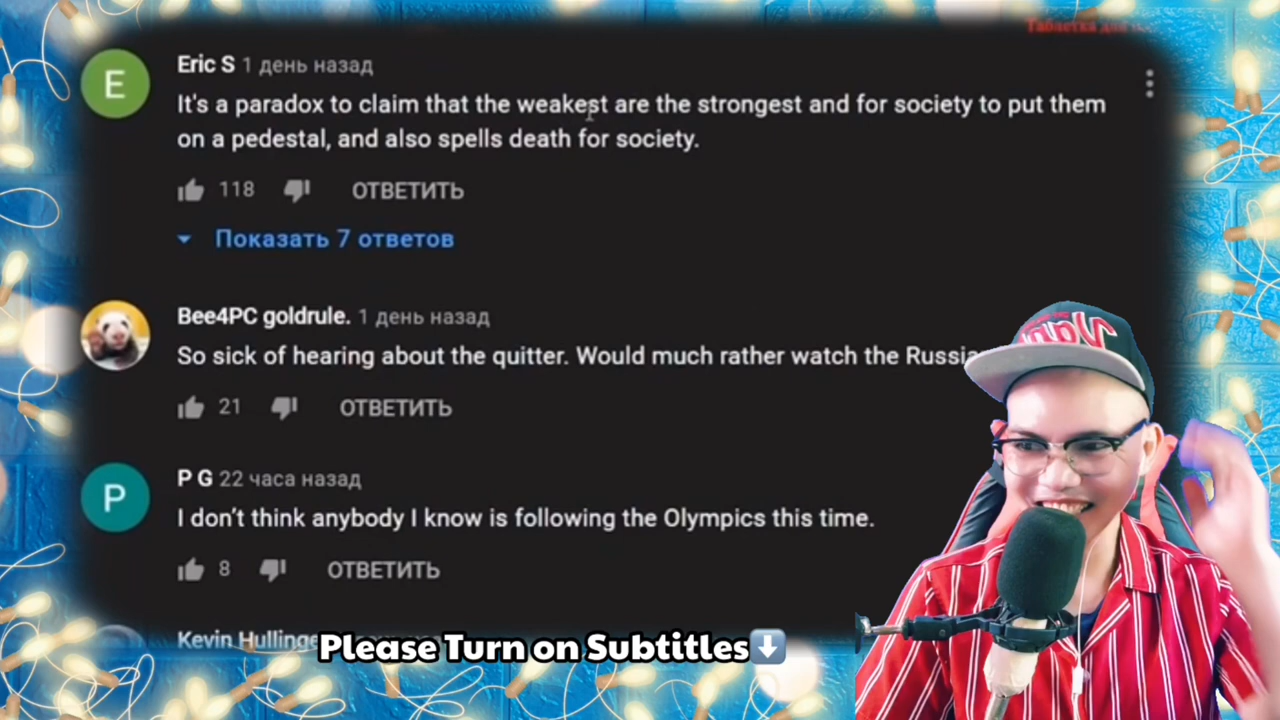 Таблетка для
Eric S 1 день назад
It's a paradox to claim that the weakest are the strongest and for society to put them
on a pedestal, and also spells death for society.
118 ОТВЕТИТЬ
Показать 7 ответов
Bee4PC goldrule. 1 день назад
So sick of hearing about the quitter. Would much rather watch the Russia
21 ОТВЕТИТЬ
P G 22 часа назад
I don't think anybody I know is following the Olympics this time.
8 ОТВЕТИТЬ
Kevin Hullinge
Please Turn on Subtitles⬇️
E
P